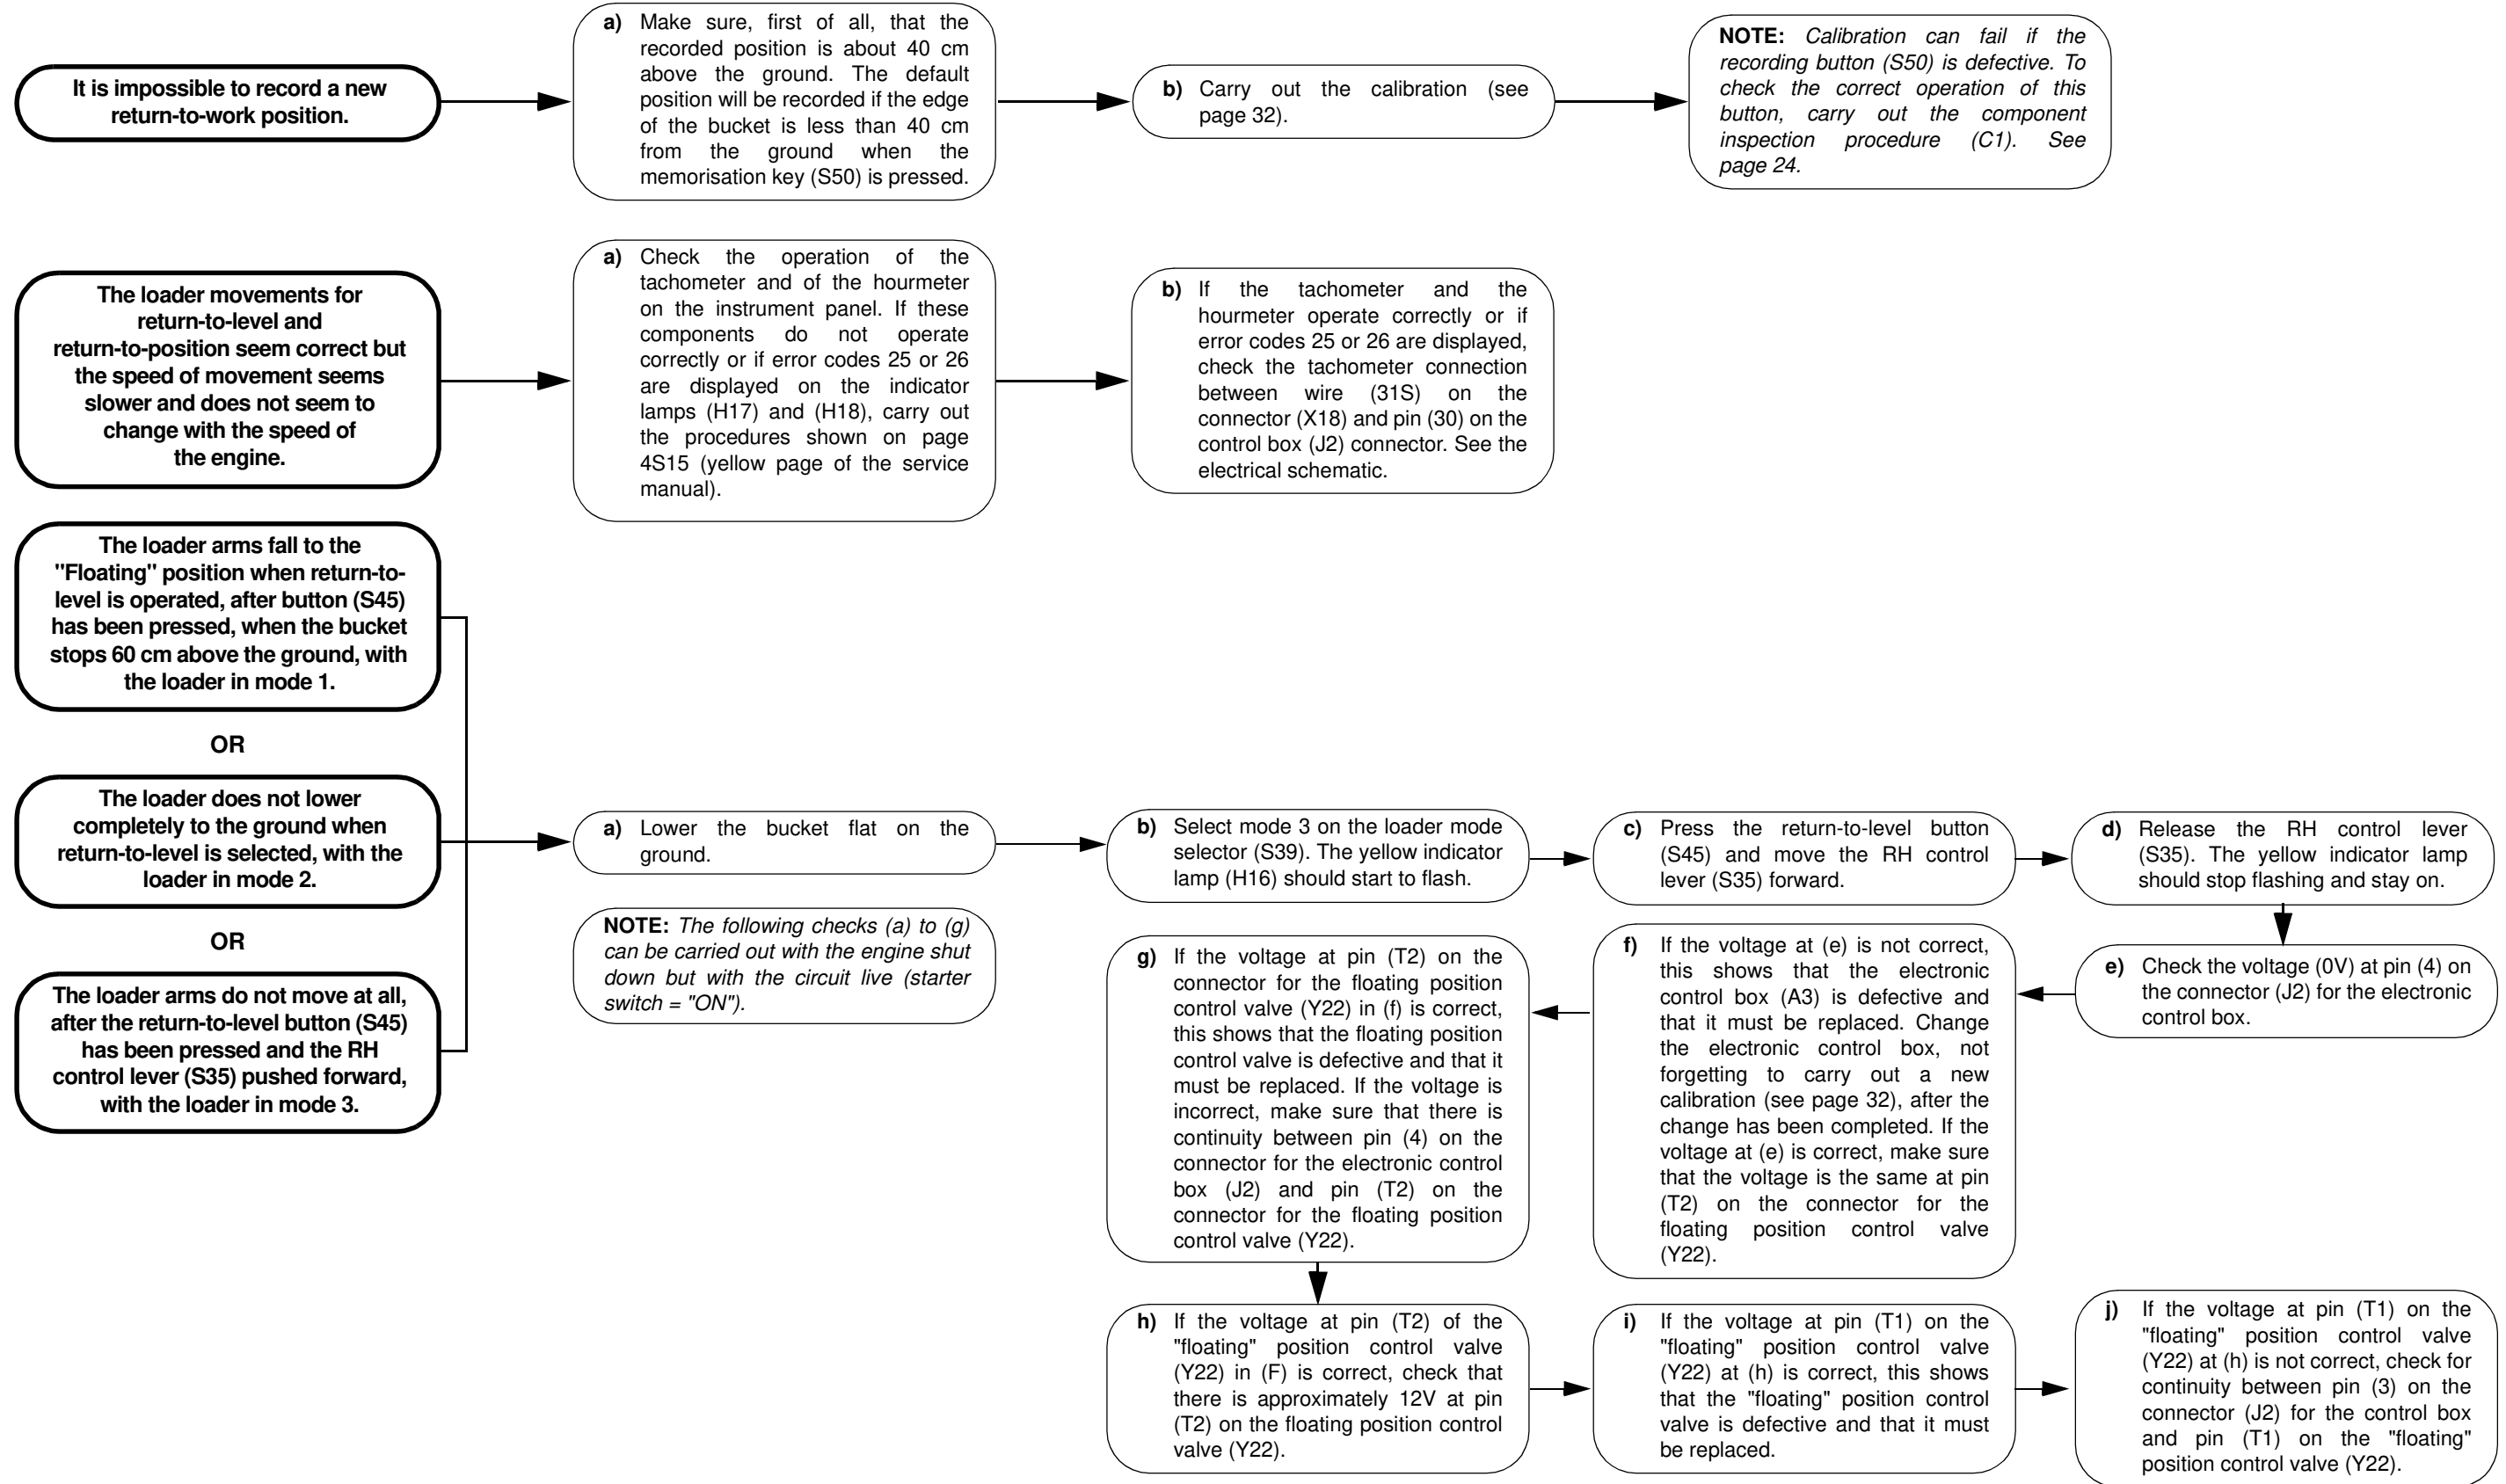 It is impossible to record a new
return-to-work position.
a) Make sure, first of all, that the
recorded position is about 40 cm
above the ground. The default
position will be recorded if the edge
of the bucket is less than 40 cm
from the ground when the
memorisation key (S50) is pressed.
b) Carry out the calibration (see
page 32).
NOTE: Calibration can fail if the
recording button (S50) is defective. To
check the correct operation of this
button, carry out the component
inspection procedure (C1). See
page 24.
The loader movements for
return-to-level and
return-to-position seem correct but
the speed of movement seems
slower and does not seem to
change with the speed of
the engine.
a) Check the operation of the
tachometer and of the hourmeter
on the instrument panel. If these
components do not operate
correctly or if error codes 25 or 26
are displayed on the indicator
lamps (H17) and (H18), carry out
the procedures shown on page
4S15 (yellow page of the service
manual).
b) If the tachometer and the
hourmeter operate correctly or if
error codes 25 or 26 are displayed,
check the tachometer connection
between wire (31S) on the
connector (X18) and pin (30) on the
control box (J2) connector. See the
electrical schematic.
The loader arms fall to the
"Floating" position when return-to-
level is operated, after button (S45)
has been pressed, when the bucket
stops 60 cm above the ground, with
the loader in mode 1.
OR
The loader does not lower
completely to the ground when
return-to-level is selected, with the
loader in mode 2.
OR
The loader arms do not move at all,
after the return-to-level button (S45)
has been pressed and the RH
control lever (S35) pushed forward,
with the loader in mode 3.
a) Lower the bucket flat on the
ground.
NOTE: The following checks (a) to (g)
can be carried out with the engine shut
down but with the circuit live (starter
switch = "ON").
b) Select mode 3 on the loader mode
selector (S39). The yellow indicator
lamp (H16) should start to flash.
c) Press the return-to-level button
(S45) and move the RH control
lever (S35) forward.
d) Release the RH control lever
(S35). The yellow indicator lamp
should stop flashing and stay on.
e) Check the voltage (0V) at pin (4) on
the connector (J2) for the electronic
control box.
f) If the voltage at (e) is not correct,
this shows that the electronic
control box (A3) is defective and
that it must be replaced. Change
the electronic control box, not
forgetting to carry out a new
calibration (see page 32), after the
change has been completed. If the
voltage at (e) is correct, make sure
that the voltage is the same at pin
(T2) on the connector for the
floating position control valve
(Y22).
g) If the voltage at pin (T2) on the
connector for the floating position
control valve (Y22) in (f) is correct,
this shows that the floating position
control valve is defective and that it
must be replaced. If the voltage is
incorrect, make sure that there is
continuity between pin (4) on the
connector for the electronic control
box (J2) and pin (T2) on the
connector for the floating position
control valve (Y22).
h) If the voltage at pin (T2) of the
"floating" position control valve
(Y22) in (F) is correct, check that
there is approximately 12V at pin
(T2) on the floating position control
valve (Y22).
i) If the voltage at pin (T1) on the
"floating" position control valve
(Y22) at (h) is correct, this shows
that the "floating" position control
valve is defective and that it must
be replaced.
j) If the voltage at pin (T1) on the
"floating" position control valve
(Y22) at (h) is not correct, check for
continuity between pin (3) on the
connector (J2) for the control box
and pin (T1) on the "floating"
position control valve (Y22).